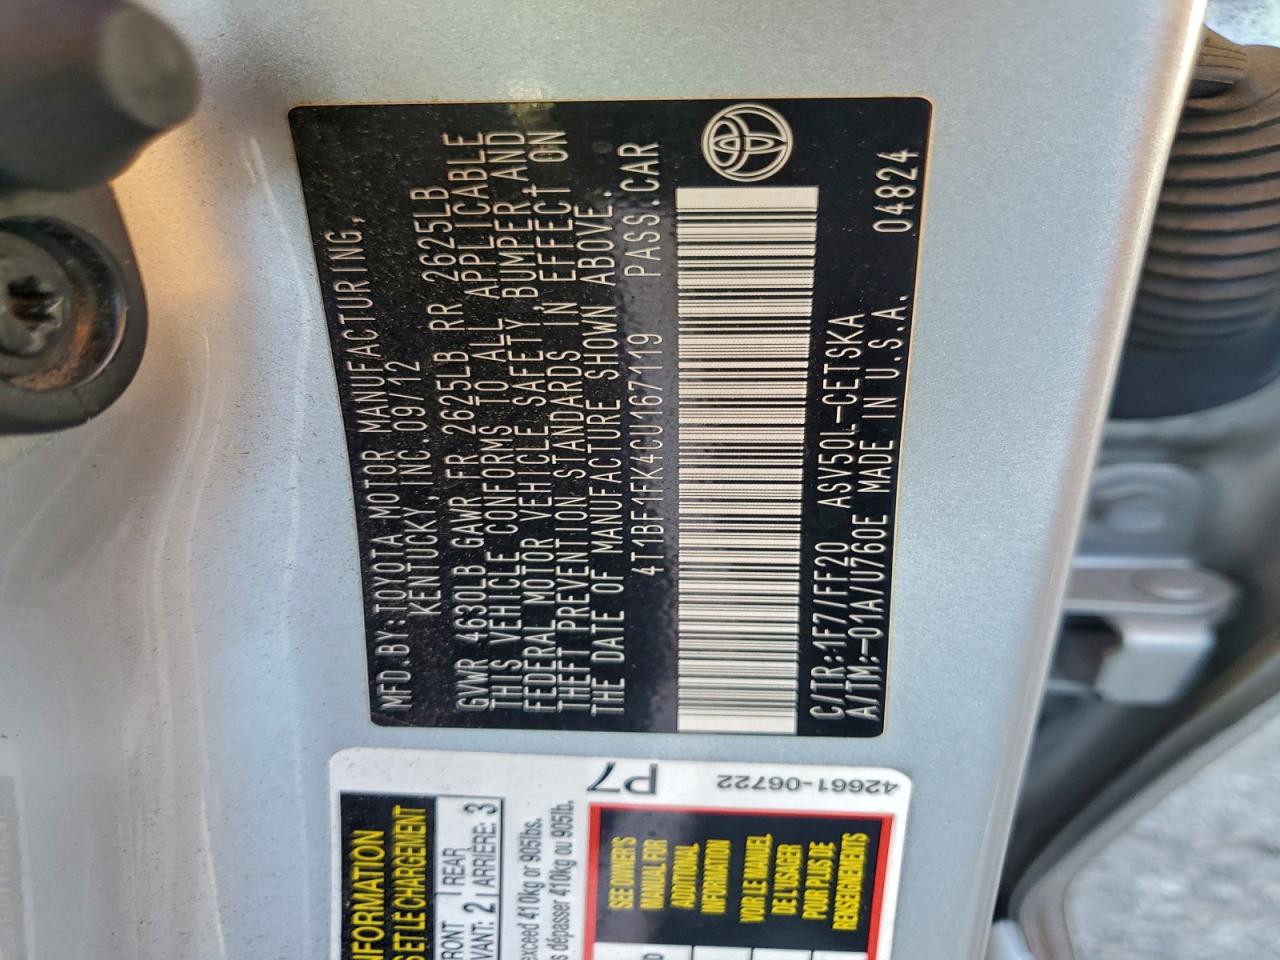 MFD.BY:TOYOTA MOTOR MANUFACTURING,
KENTUCKY,INC.09/12
GVWR 4630LB GAWR FR 2625LB RR 2625LB
THIS VEHICLE CONFORMS TO ALL APPLICABLE
FEDERAL MOTOR VEHICLE SAFETY,BUMPER,AND
THEFT PREVENTION STANDARDS IN EFFECT ON
THE DATE OF MANUFACTURE SHOWN ABOVE.
4T1BF1FK4CU167119 PASS.CAR
C/TR:1F7/FF20 ASV50L-CETSKA 04824
A/TM:-01A/U760E MADE IN U.S.A.
P7
42661-06722
INFORMATION
S ET LE CHARGEMENT
RONT | REAR
VANT: 2 | ARRIÈRE: 3
exceed 410kg or 905lbs.
s dépasser 410kg ou 905lb.
SEE OWNER'S
MANUAL FOR
ADDITIONAL
INFORMATION
VOIR LE MANUEL
DE L'USAGER
POUR PLUS DE
RENSEIGNEMENTS